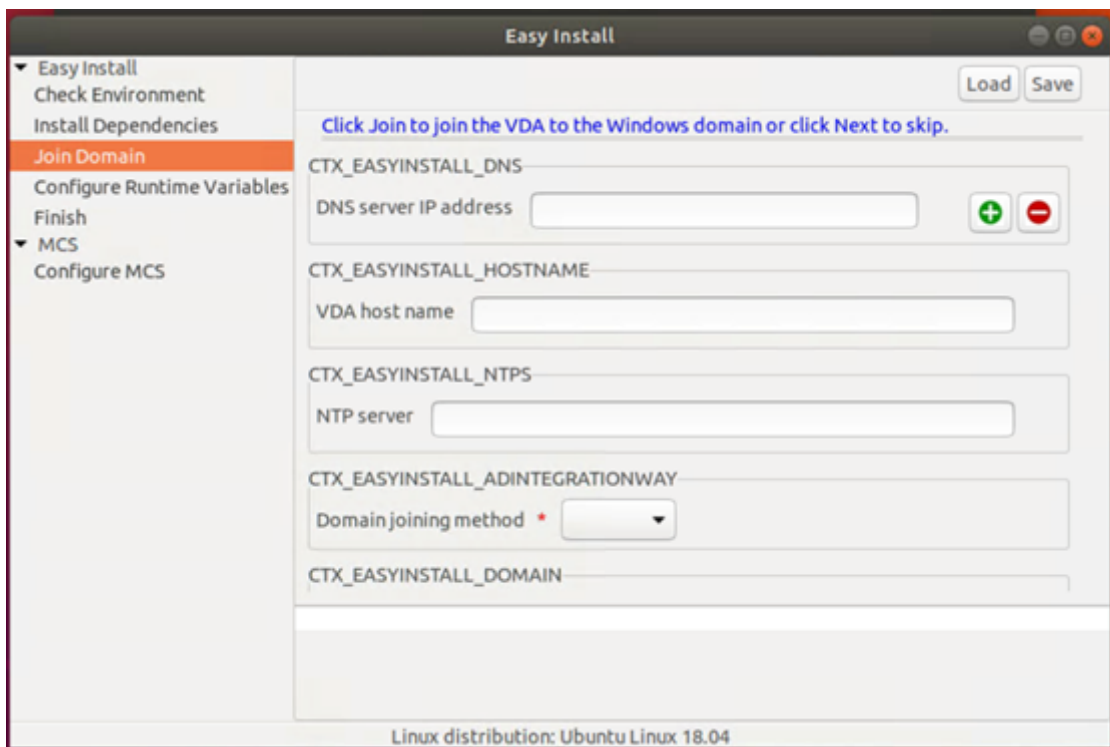 Easy Install
Easy Install
Check Environment
Install Dependencies
Join Domain
Configure Runtime Variables
Finish
MCS
Configure MCS
Load Save
Click Join to join the VDA to the Windows domain or click Next to skip.
CTX_EASYINSTALL_DNS
DNS server IP address
CTX_EASYINSTALL_HOSTNAME
VDA host name
CTX_EASYINSTALL_NTPS
NTP server
CTX_EASYINSTALL_ADINTEGRATIONWAY
Domain joining method *
CTX_EASYINSTALL_DOMAIN
Linux distribution: Ubuntu Linux 18.04